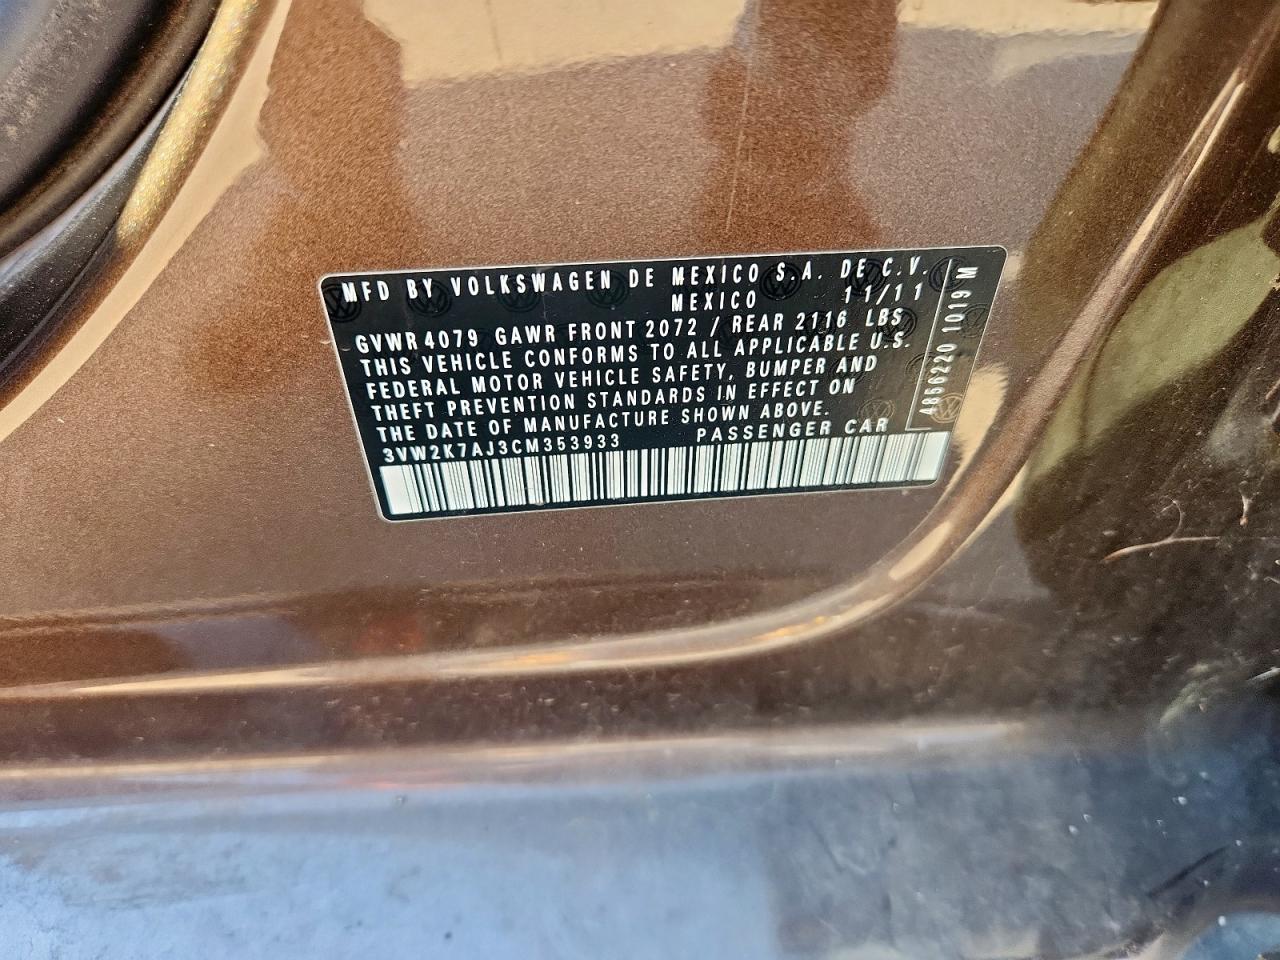 MFD BY VOLKSWAGEN DE MEXICO S.A. DE C.V.
MEXICO 11/11
GVWR 4079 GAWR FRONT 2072 / REAR 2116 LBS
THIS VEHICLE CONFORMS TO ALL APPLICABLE U.S.
FEDERAL MOTOR VEHICLE SAFETY, BUMPER AND
THEFT PREVENTION STANDARDS IN EFFECT ON
THE DATE OF MANUFACTURE SHOWN ABOVE.
3VW2K7AJ3CM353933 PASSENGER CAR
4856220 1019 M